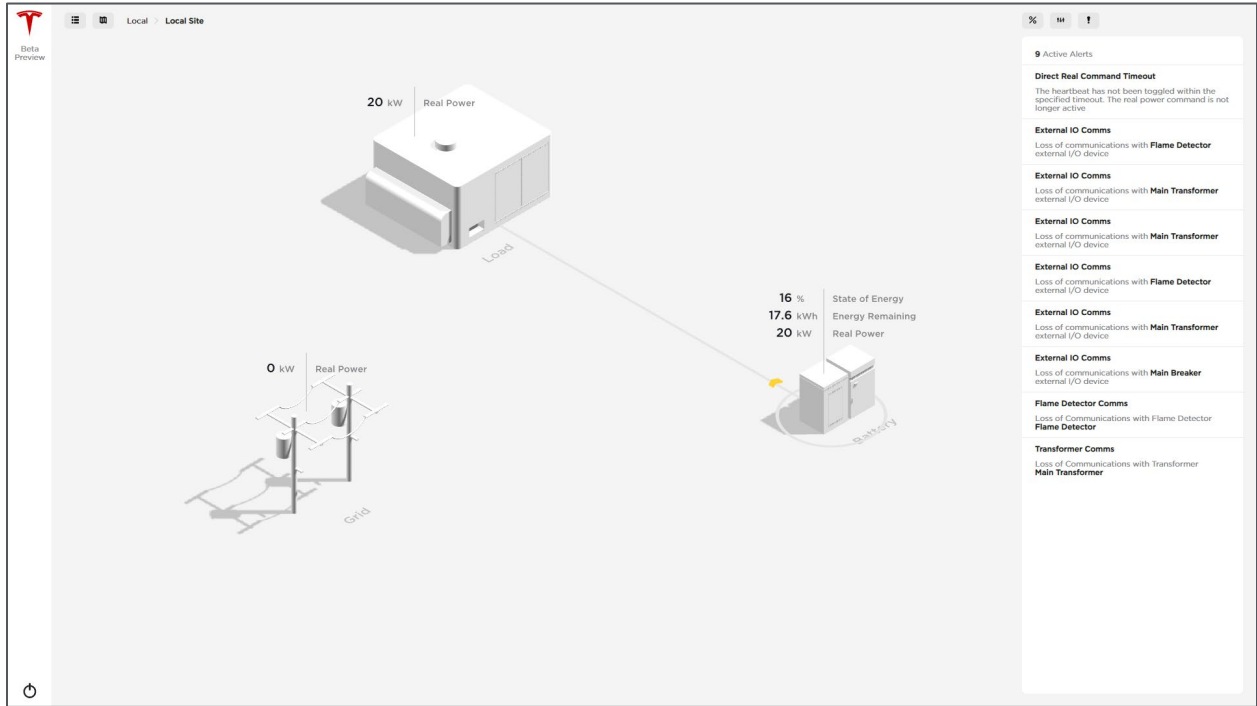 Beta
Preview
Local > Local Site
20 kW Real Power
Load
16 % State of Energy
17.6 kWh Energy Remaining
20 kW Real Power
Battery
0 kW Real Power
Grid
9 Active Alerts
Direct Real Command Timeout
The heartbeat has not been toggled within the
specified timeout. The real power command is not
longer active
External IO Comms
Loss of communications with Flame Detector
external I/O device
External IO Comms
Loss of communications with Main Transformer
external I/O device
External IO Comms
Loss of communications with Main Transformer
external I/O device
External IO Comms
Loss of communications with Flame Detector
external I/O device
External IO Comms
Loss of communications with Main Transformer
external I/O device
External IO Comms
Loss of communications with Main Breaker
external I/O device
Flame Detector Comms
Loss of Communications with Flame Detector
Flame Detector
Transformer Comms
Loss of Communications with Transformer
Main Transformer